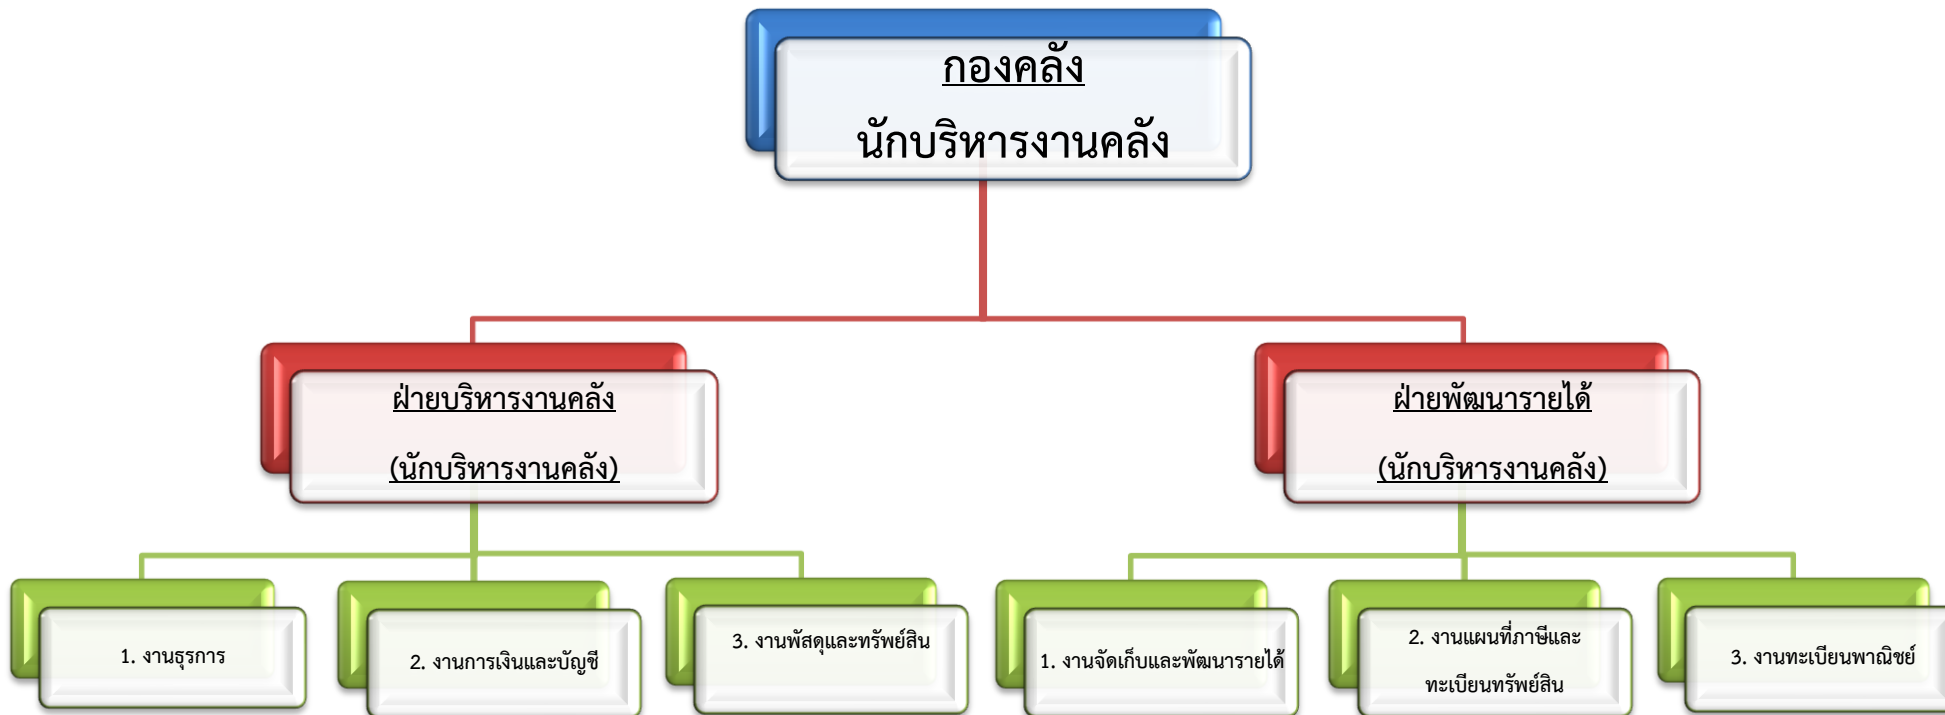 กองคลัง
นักบริหารงานคลัง
ฝ่ายบริหารงานคลัง
(นักบริหารงานคลัง)
ฝ่ายพัฒนารายได้
(นักบริหารงานคลัง)
1. งานธุรการ
2. งานการเงินและบัญชี
3. งานพัสดุและทรัพย์สิน
1. งานจัดเก็บและพัฒนารายได้
2. งานแผนที่ภาษีและ
ทะเบียนทรัพย์สิน
3. งานทะเบียนพาณิชย์